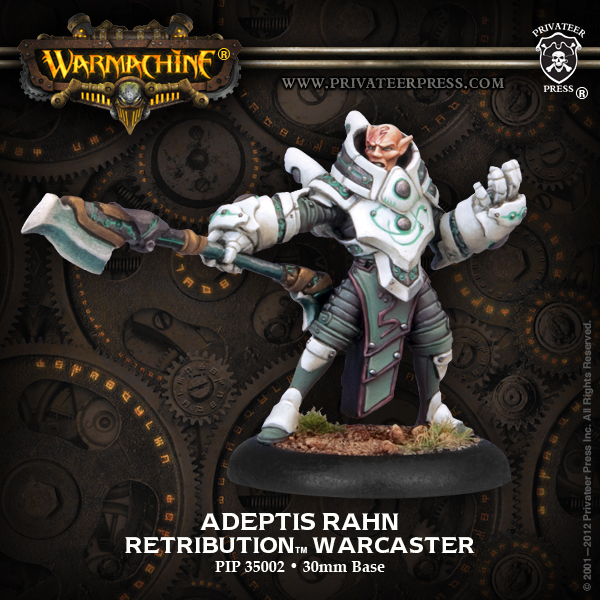 WARMACHINE®
PRIVATEER
PRESS®
WWW.PRIVATEERPRESS.COM
ADEPTIS RAHN
RETRIBUTION™ WARCASTER
PIP 35002 • 30mm Base
© 2001–2012 Privateer Press Inc. All Rights Reserved.